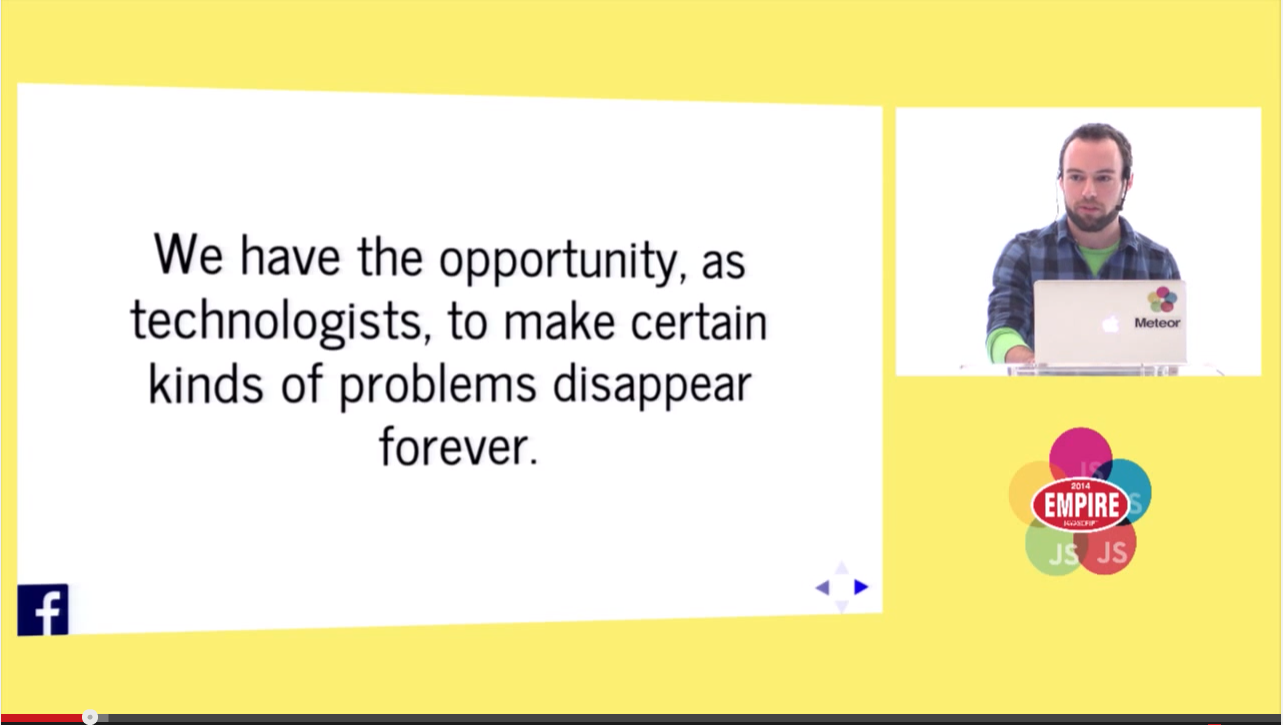 We have the opportunity, as
technologists, to make certain
kinds of problems disappear
forever.
f
Meteor
JS
2014
EMPIRE
JAVASCRIPT
S
JS
JS